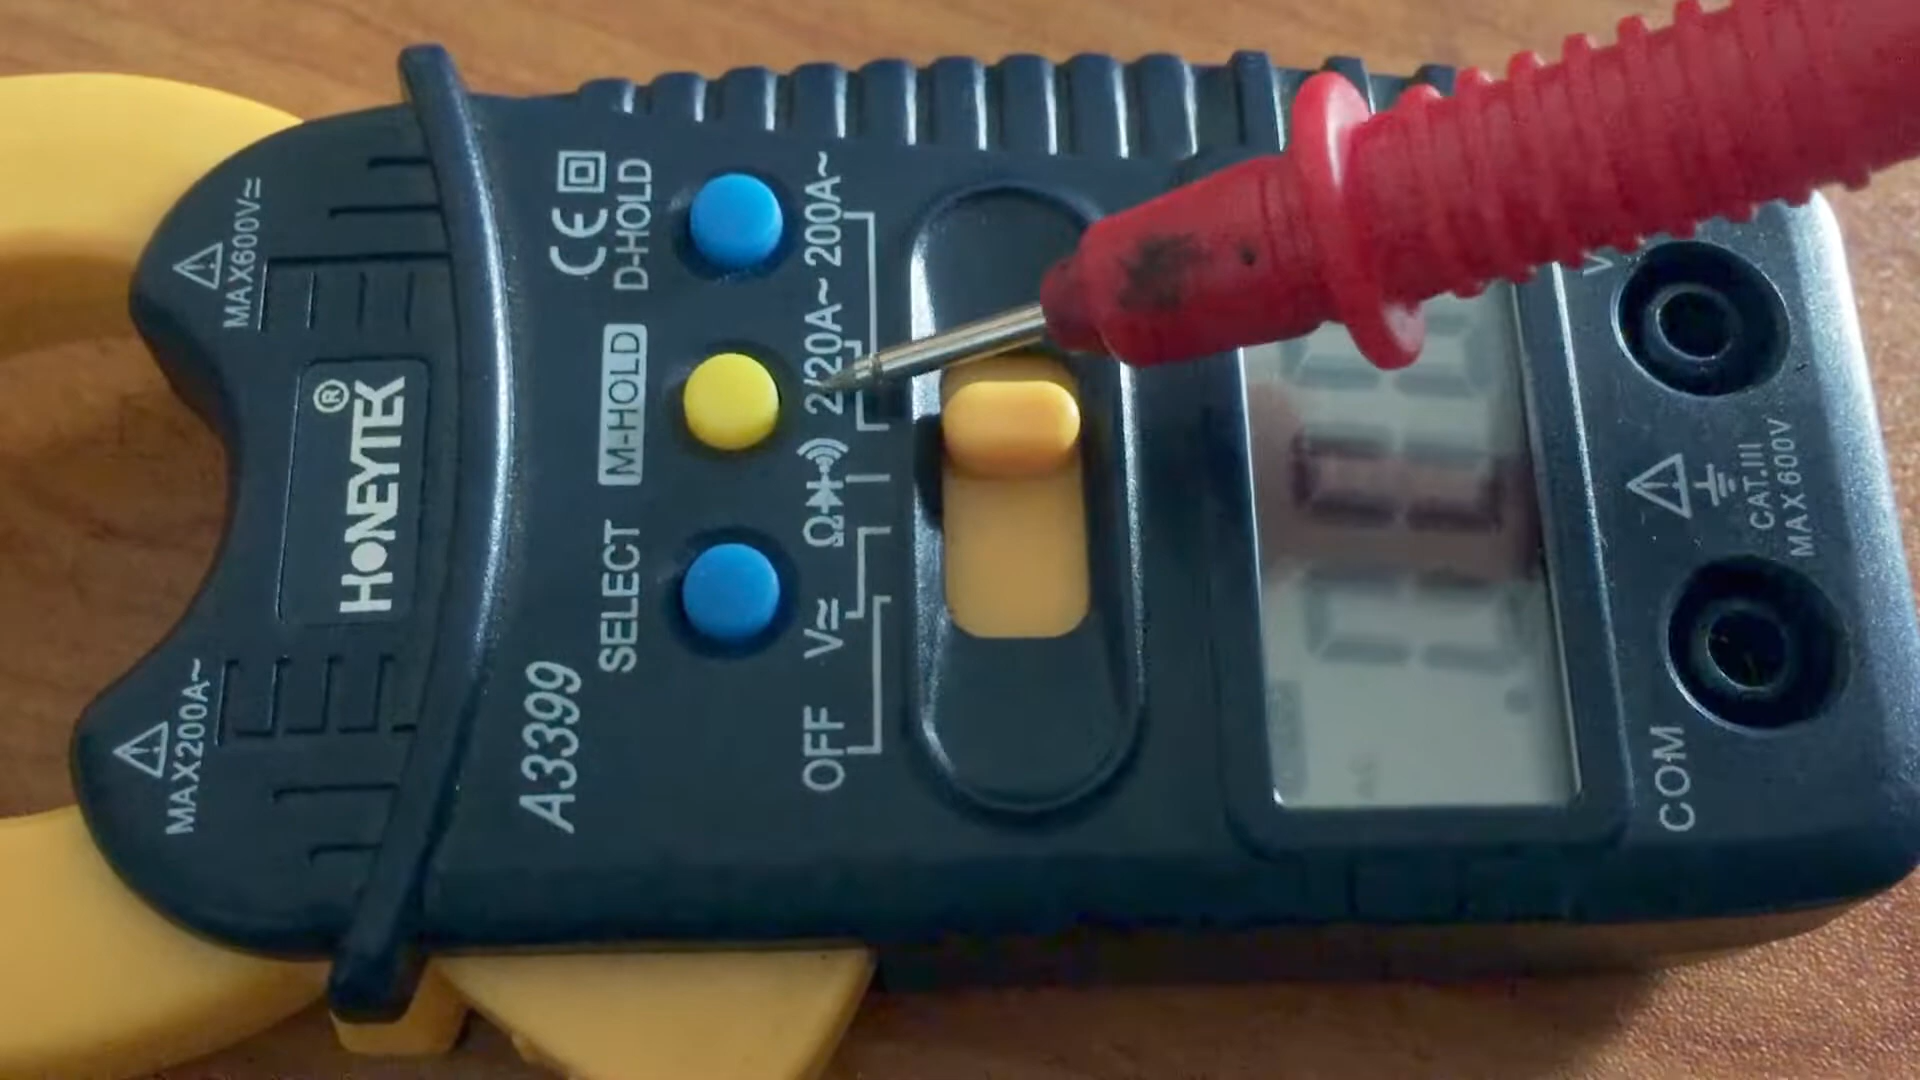 MAX600V⎓
MAX200A~
HONEYTEK®
A3399
CE
D-HOLD
M-HOLD
SELECT
OFF V≂ Ω 2/20A~ 200A~
V
CAT.III
MAX 600V
COM